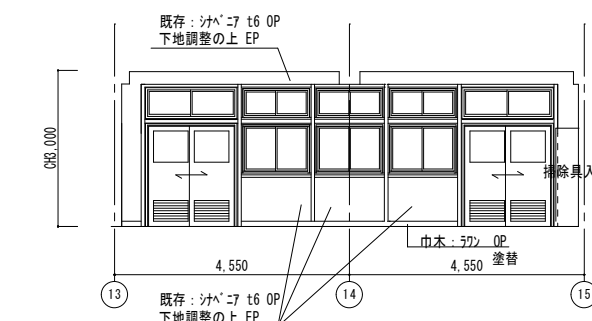 既存：ｼﾅﾍﾞﾆｱ t6 OP
下地調整の上 EP
CH3,000
掃除具入
巾木：ﾗﾜﾝ OP
塗替
4,550
4,550
13
14
15
既存：ｼﾅﾍﾞﾆｱ t6 OP
下地調整の上 EP